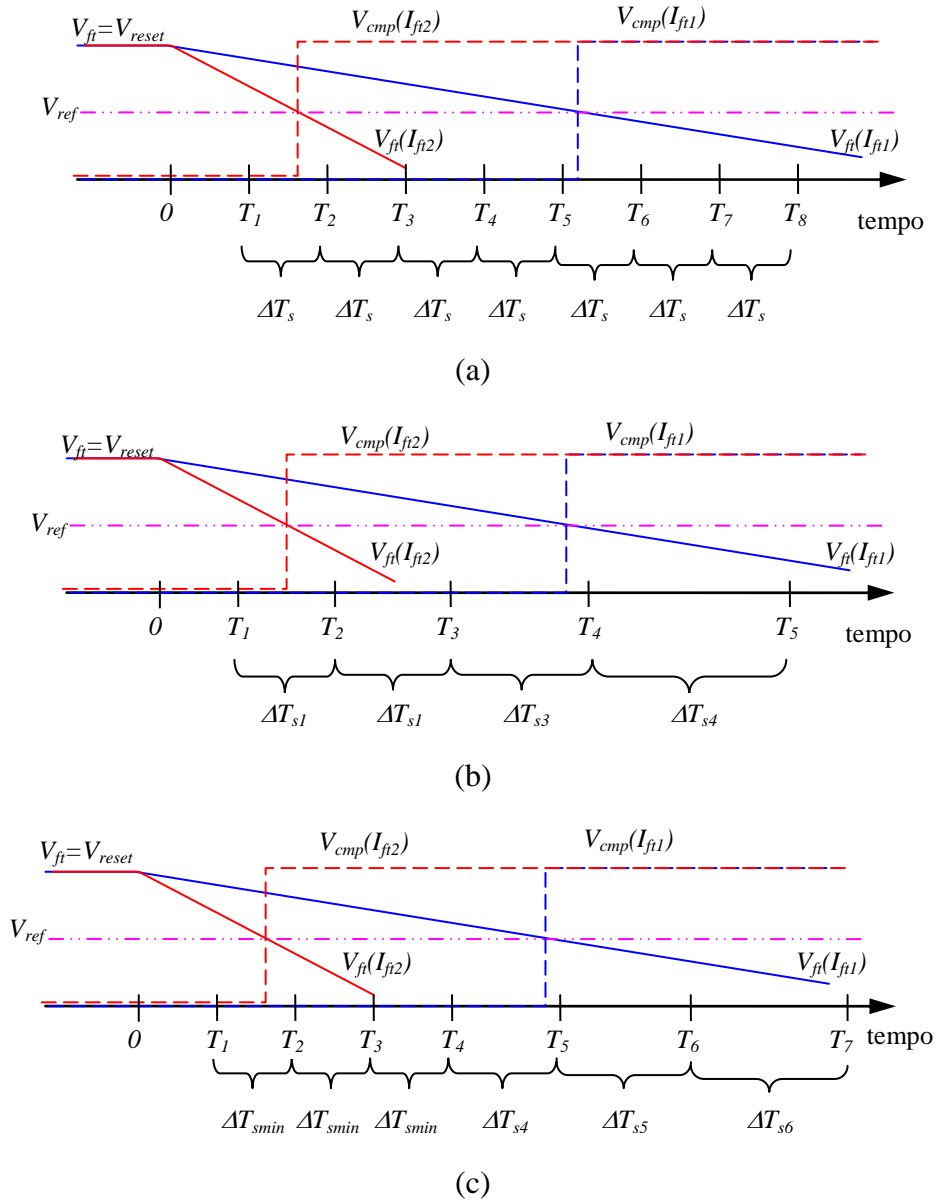 V_ft=V_reset V_cmp(I_ft2) V_cmp(I_ft1)
V_ref
V_ft(I_ft2) V_ft(I_ft1)
0 T_1 T_2 T_3 T_4 T_5 T_6 T_7 T_8 tempo
ΔT_s ΔT_s ΔT_s ΔT_s ΔT_s ΔT_s ΔT_s
(a)
V_ft=V_reset V_cmp(I_ft2) V_cmp(I_ft1)
V_ref
V_ft(I_ft2) V_ft(I_ft1)
0 T_1 T_2 T_3 T_4 T_5 tempo
ΔT_s1 ΔT_s1 ΔT_s3 ΔT_s4
(b)
V_ft=V_reset V_cmp(I_ft2) V_cmp(I_ft1)
V_ref
V_ft(I_ft2) V_ft(I_ft1)
0 T_1 T_2 T_3 T_4 T_5 T_6 T_7 tempo
ΔT_smin ΔT_smin ΔT_smin ΔT_s4 ΔT_s5 ΔT_s6
(c)